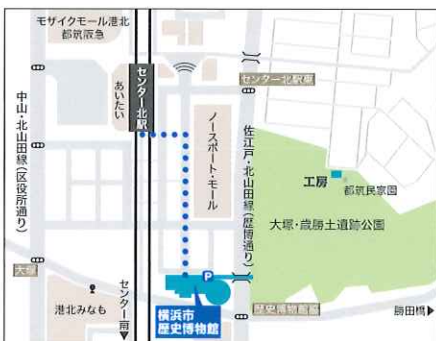 モザイクモール港北
都筑阪急
あいたい
センター北駅
センター北駅東
中山・北山田線(区役所通り)
ノースポート・モール
佐江戸・北山田線(歴博通り)
工房
都筑民家園
大塚・歳勝土遺跡公園
大塚
P
港北みなも
センター南▼
横浜市
歴史博物館
歴史博物館前
勝田橋▶